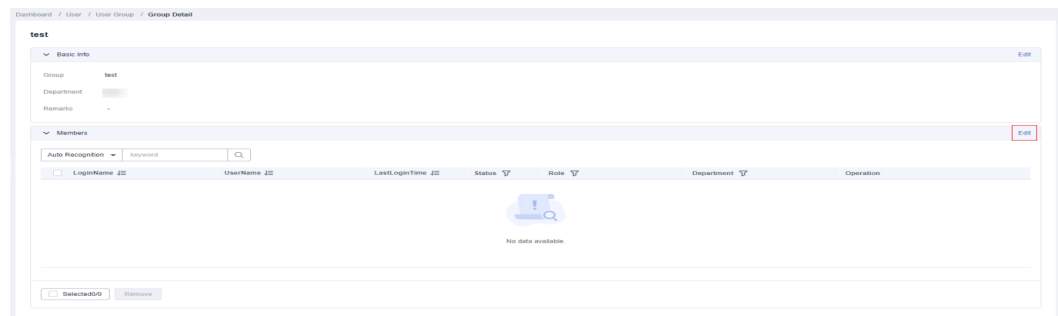 Dashboard / User / User Group / Group Detail
test
Basic Info Edit
Group test
Department
Remarks -
Members Edit
Auto Recognition keyword
LoginName UserName LastLoginTime Status Role Department Operation
No data available.
Selected0/0 Remove